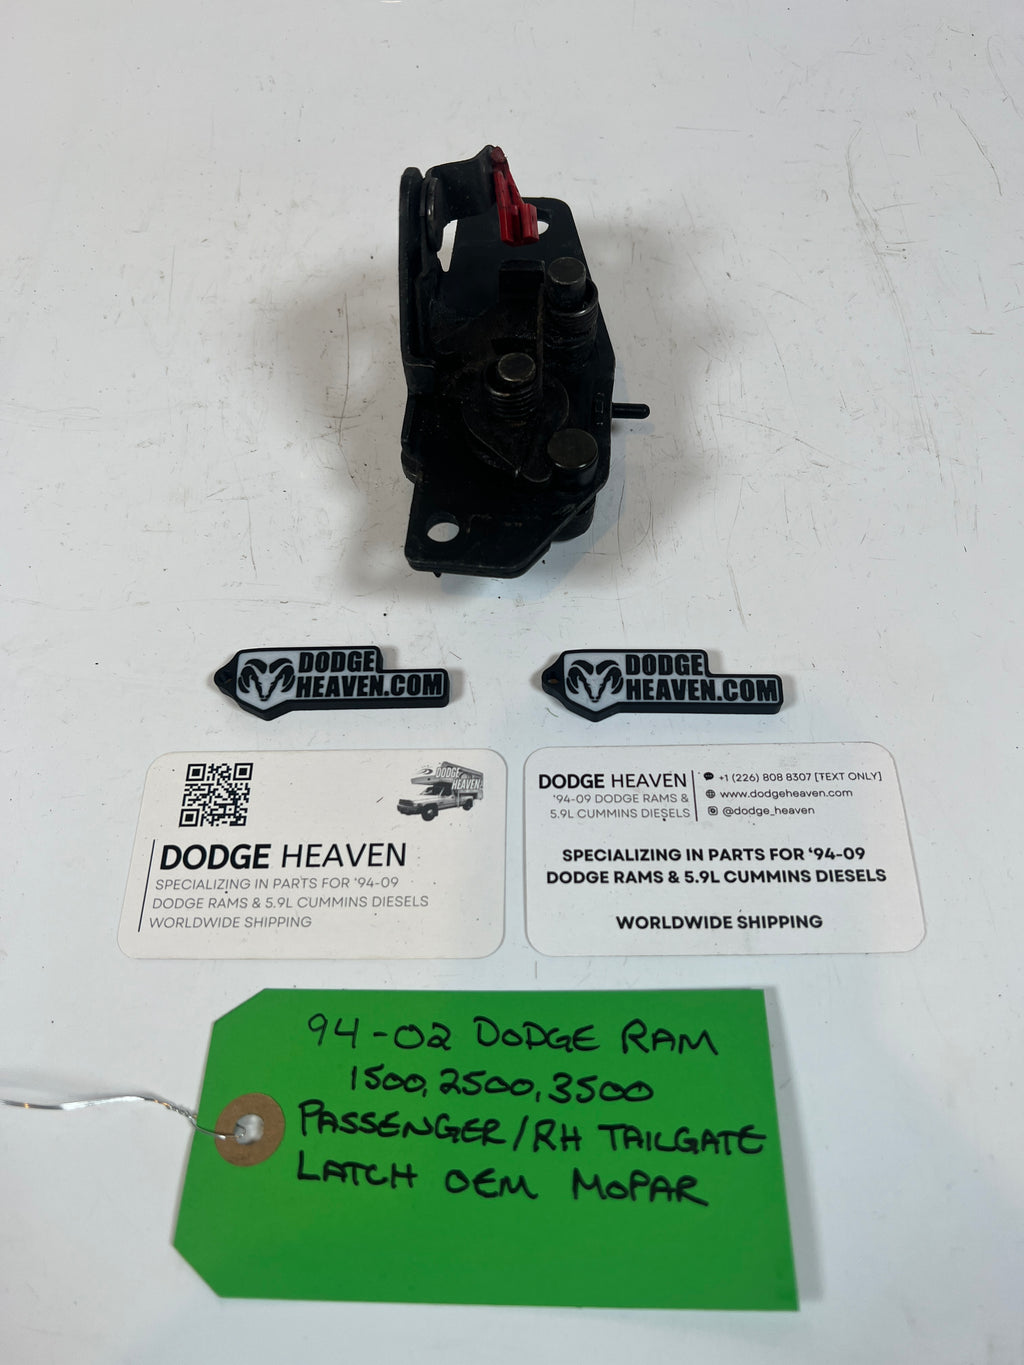 DODGE
HEAVEN.COM
DODGE
HEAVEN.COM
DODGE
HEAVEN
DODGE HEAVEN
SPECIALIZING IN PARTS FOR '94-09
DODGE RAMS & 5.9L CUMMINS DIESELS
WORLDWIDE SHIPPING
DODGE HEAVEN
'94-09 DODGE RAMS &
5.9L CUMMINS DIESELS
+1 (226) 808 8307 [TEXT ONLY]
www.dodgeheaven.com
@dodge_heaven
SPECIALIZING IN PARTS FOR '94-09
DODGE RAMS & 5.9L CUMMINS DIESELS
WORLDWIDE SHIPPING
94-02 DODGE RAM
1500, 2500, 3500
PASSENGER/RH TAILGATE
LATCH OEM MOPAR